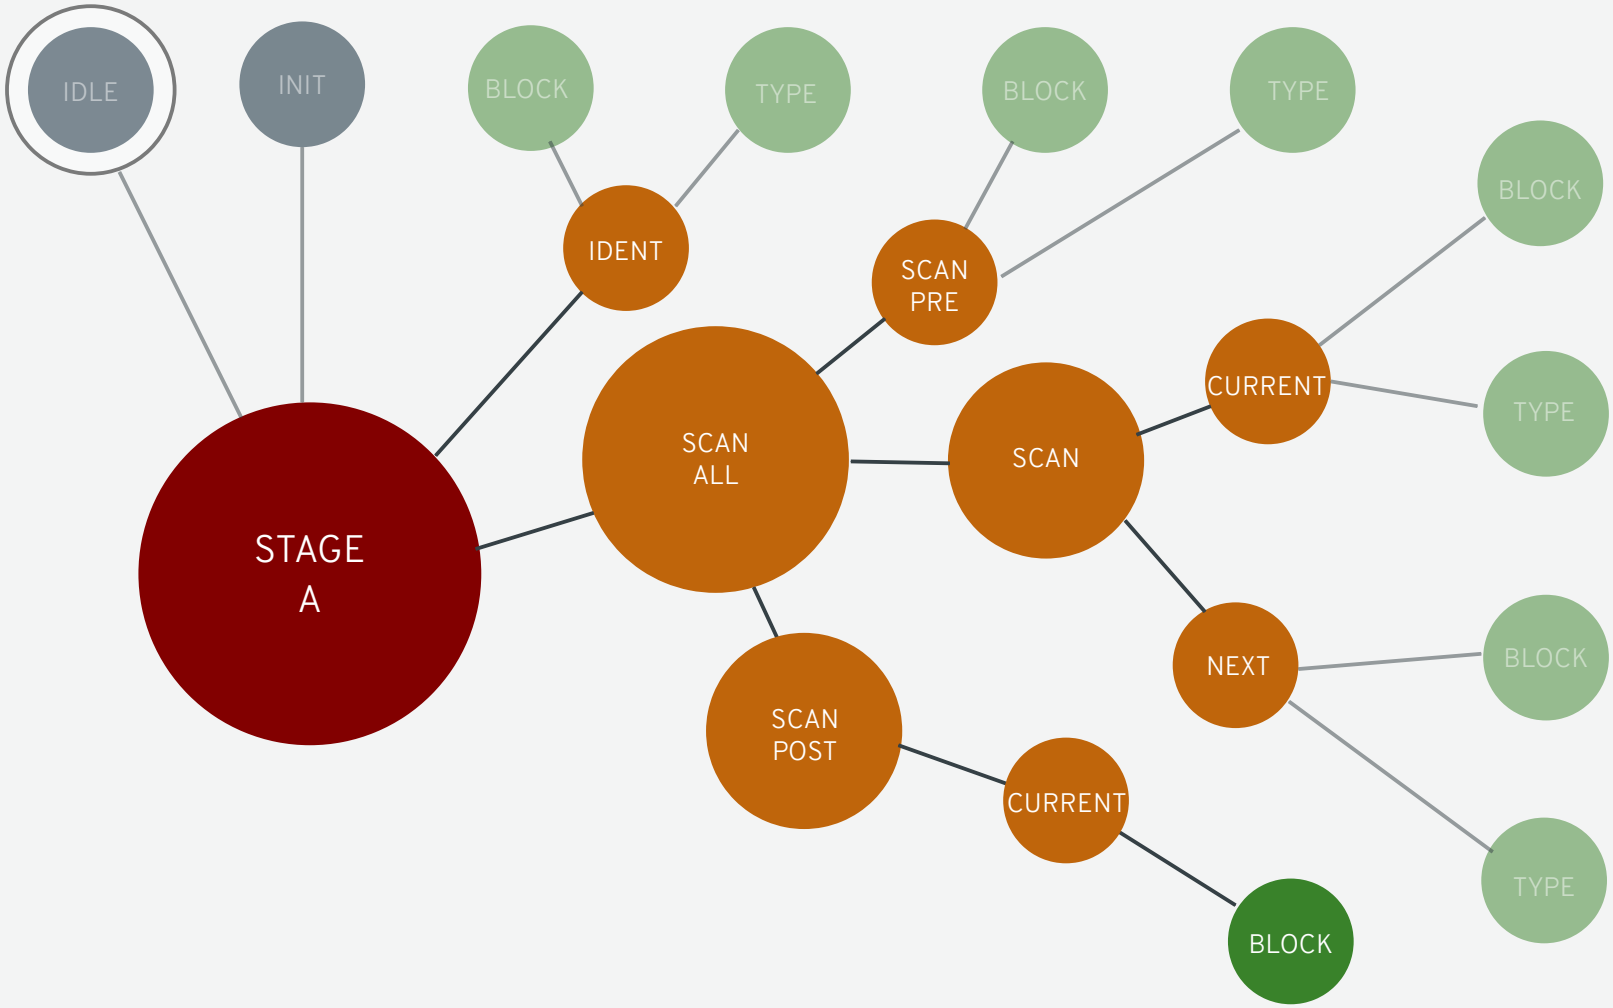 IDLE
INIT
BLOCK
TYPE
BLOCK
TYPE
BLOCK
IDENT
SCAN
PRE
CURRENT
TYPE
SCAN
ALL
SCAN
STAGE
A
BLOCK
NEXT
SCAN
POST
CURRENT
TYPE
BLOCK